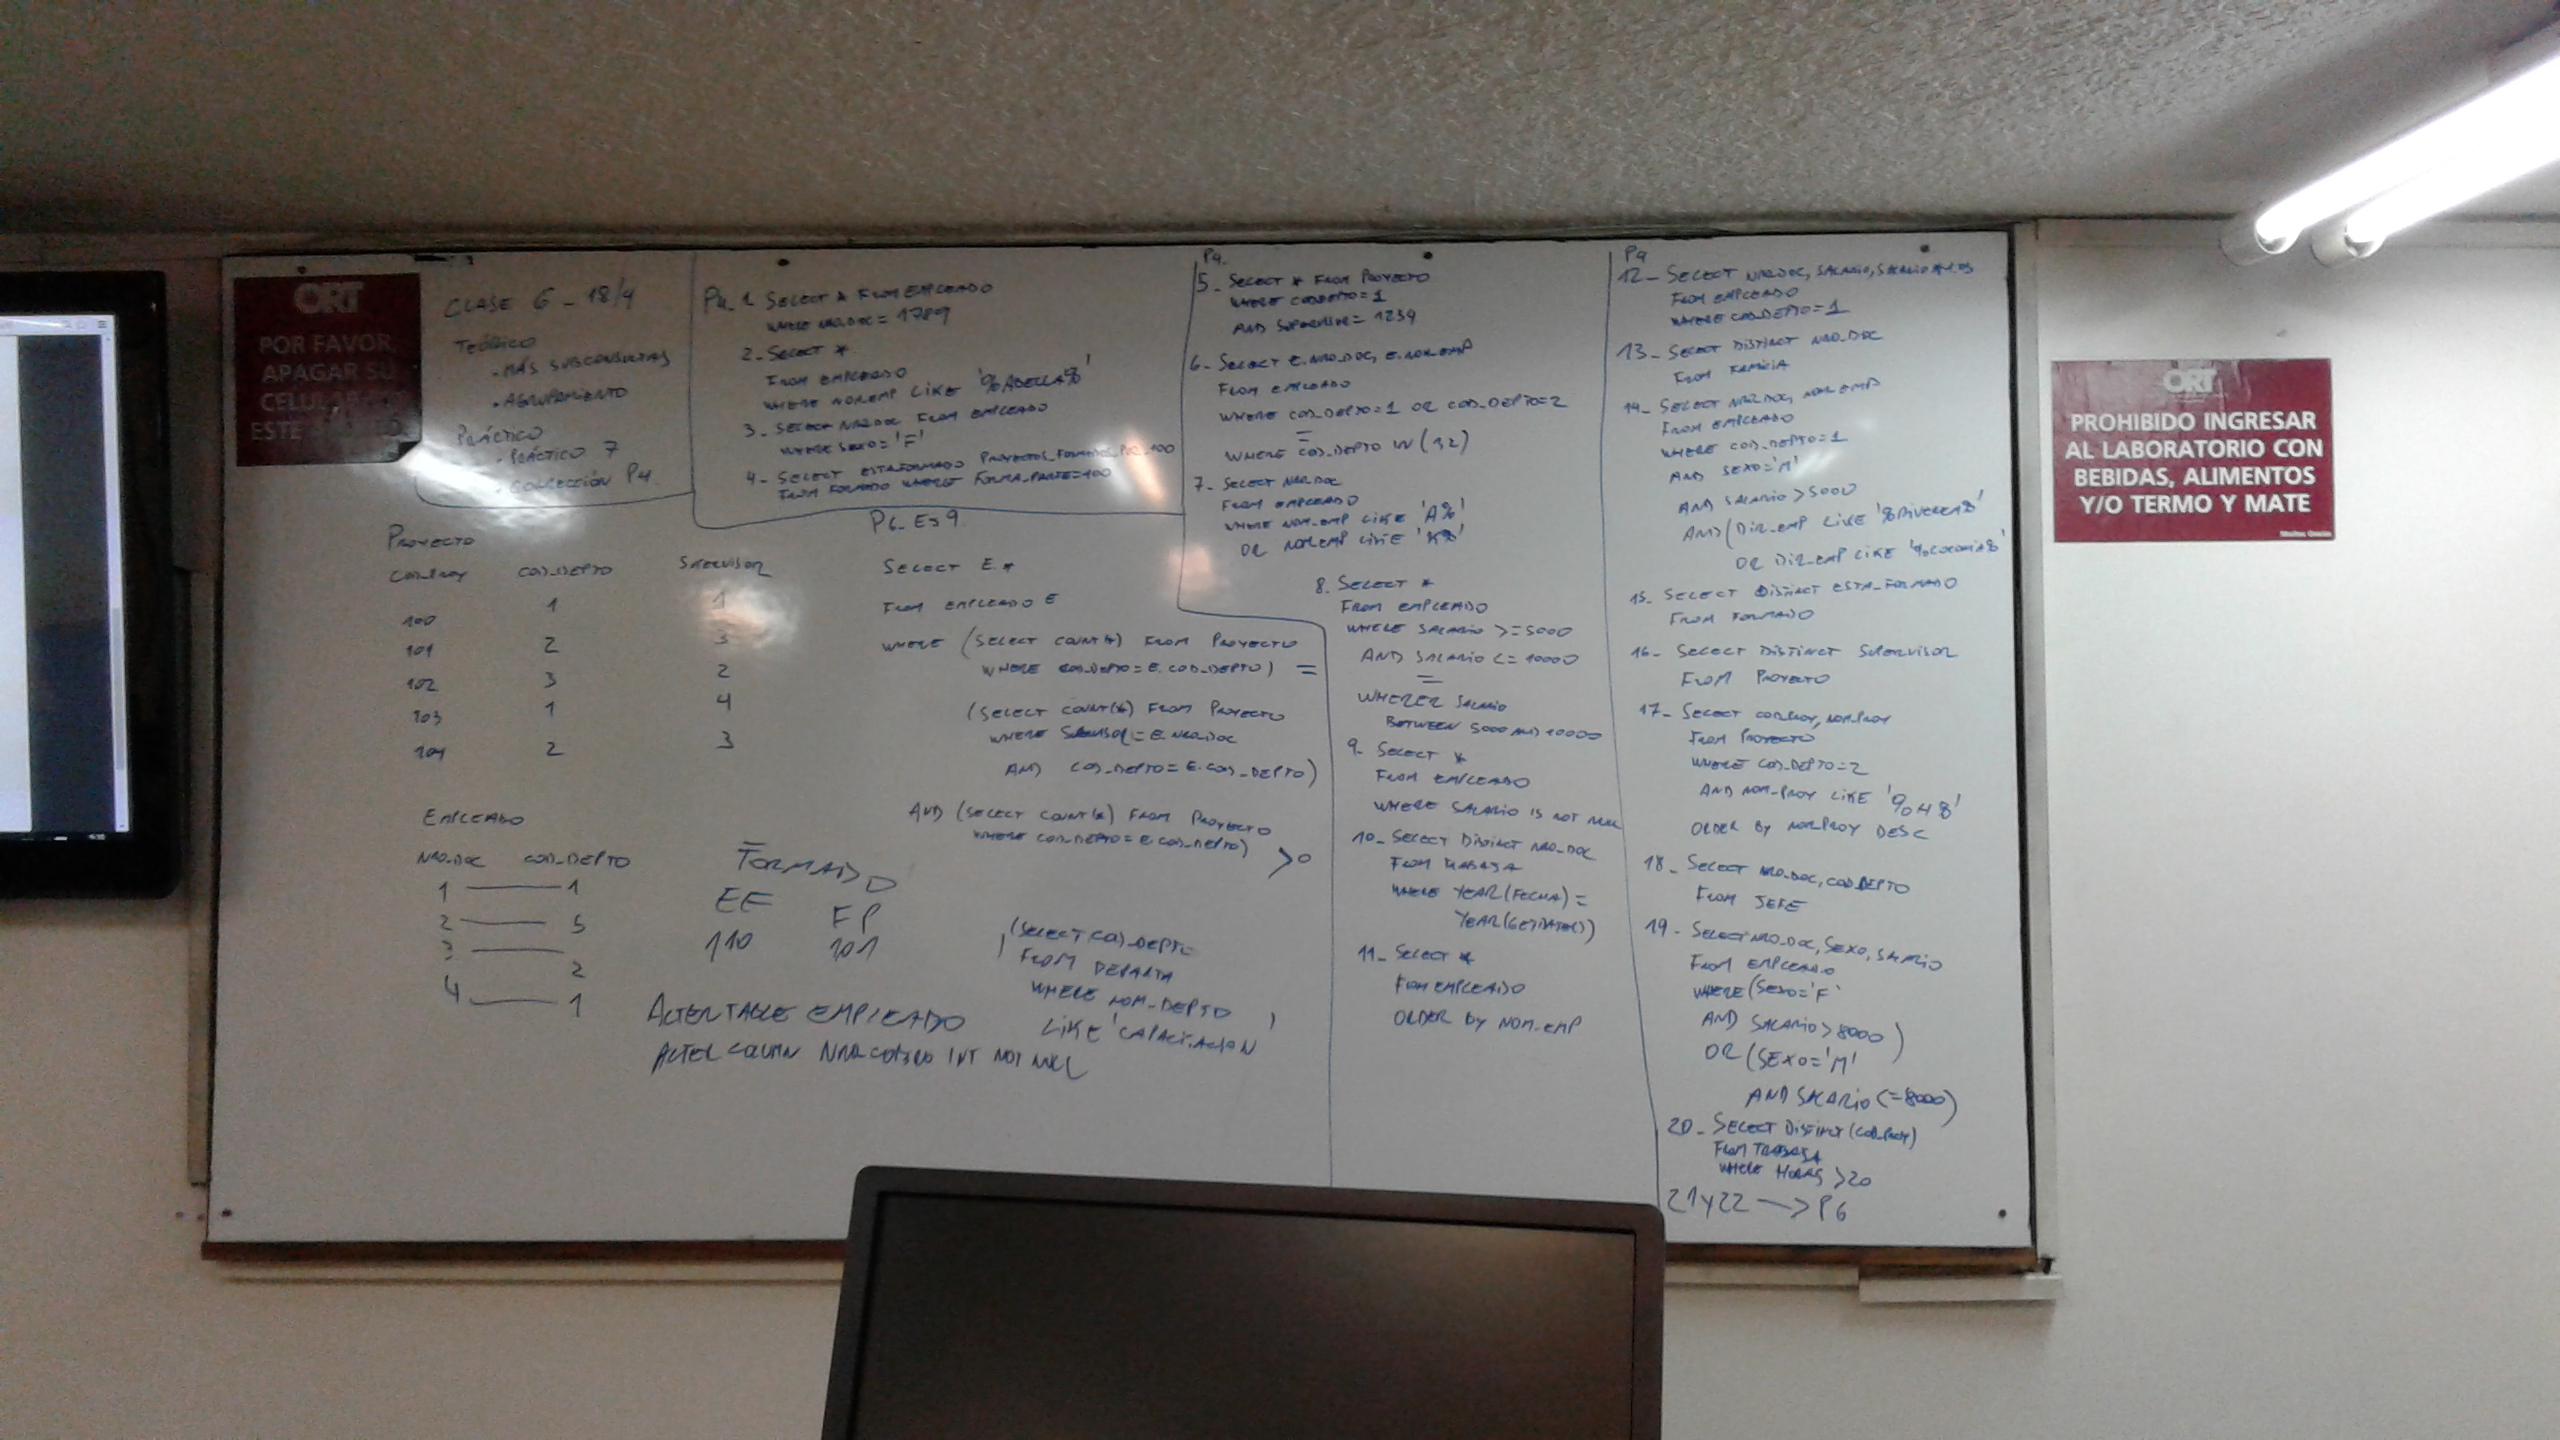 ORT
POR FAVOR,
APAGAR SU
CELULAR
ESTE
CLASE 6 - 18/4
TEÓRICO
. MÁS SUBCONSULTAS
. AGRUPAMIENTO
PRÁCTICO
. PRÁCTICO 7
. CORRECCIÓN P4.
P4. 1 SELECT * FROM EMPLEADO
WHERE NRO_DOC = 1789
2- SELECT *
FROM EMPLEADO
WHERE NOM_EMP LIKE '%ABELLA%'
3- SELECT NRO_DOC FROM EMPLEADO
WHERE SEXO='F'
4- SELECT ESTA_FORMADO PROYECTOS_FORMADOS_POR_100
FROM FORMADO WHERE FORMA_PARTE=100
P6- EJ9.
PROYECTO
COD_PROY COD_DEPTO SUPERVISOR
100 1 1
101 2 3
102 3 2
103 1 4
104 2 3
SELECT E.*
FROM EMPLEADO E
WHERE (SELECT COUNT(*) FROM PROYECTO
WHERE COD_DEPTO = E.COD_DEPTO) =
(SELECT COUNT(*) FROM PROYECTO
WHERE = E.NRO_DOC
AND COD_DEPTO = E.COD_DEPTO)
AND (SELECT COUNT(*) FROM PROYECTO
WHERE COD_DEPTO = E.COD_DEPTO)
>0
EMPLEADO
NRO_DOC COD_DEPTO
1 1
2 5
3 2
4 1
FORMADO
EF FP
110 101
(SELECT COD_DEPTO
FROM DEPARTA
WHERE NOM_DEPTO
LIKE 'CAPACITACION')
ALTER TABLE EMPLEADO
ALTER COLUMN INT NOT NULL
P4.
5- SELECT * FROM PROYECTO
WHERE COD_DEPTO = 1
AND SUPERVISOR = 1234
6- SELECT E.NRO_DOC, E.NOM_EMP
FROM EMPLEADO
WHERE COD_DEPTO=1 OR COD_DEPTO=2
=
WHERE COD_DEPTO IN (1,2)
7- SELECT NRO_DOC
FROM EMPLEADO
WHERE NOM_EMP LIKE 'A%'
OR NOM_EMP LIKE 'K%'
8. SELECT *
FROM EMPLEADO
WHERE SALARIO >= 5000
AND SALARIO <= 10000
=
WHERER SALARIO
BETWEEN 5000 AND 10000
9- SELECT *
FROM EMPLEADO
WHERE SALARIO IS NOT NULL
10- SELECT DISTINCT NRO_DOC
FROM TRABAJA
WHERE YEAR(FECHA) =
YEAR(GETDATE())
11- SELECT *
FROM EMPLEADO
ORDER BY NOM_EMP
P4
12- SELECT NRO_DOC, SALARIO, SALARIO*1.05
FROM EMPLEADO
WHERE COD_DEPTO=1
13- SELECT DISTINCT NRO_DOC
FROM FAMILIA
14- SELECT NRO_DOC, NOM_EMP
FROM EMPLEADO
WHERE COD_DEPTO=1
AND SEXO='M'
AND SALARIO > 5000
AND (DIR_EMP LIKE '%RIVERA%'
OR DIR_EMP LIKE '%COLONIA%'
15- SELECT DISTINCT ESTA_FORMADO
FROM FORMADO
16- SELECT DISTINCT SUPERVISOR
FROM PROYECTO
17- SELECT COD_PROY, NOM_PROY
FROM PROYECTO
WHERE COD_DEPTO=2
AND NOM_PROY LIKE '%H%'
ORDER BY NOM_PROY DESC
18- SELECT NRO_DOC, COD_DEPTO
FROM JEFE
19- SELECT NRO_DOC, SEXO, SALARIO
FROM EMPLEADO
WHERE (SEXO='F'
AND SALARIO > 8000)
OR (SEXO='M'
AND SALARIO <= 8000)
20- SELECT DISTINCT (COD_PROY)
FROM TRABAJA
WHERE HORAS >20
21 y 22 -> P6
ORT
PROHIBIDO INGRESAR
AL LABORATORIO CON
BEBIDAS, ALIMENTOS
Y/O TERMO Y MATE
Muchas Gracias